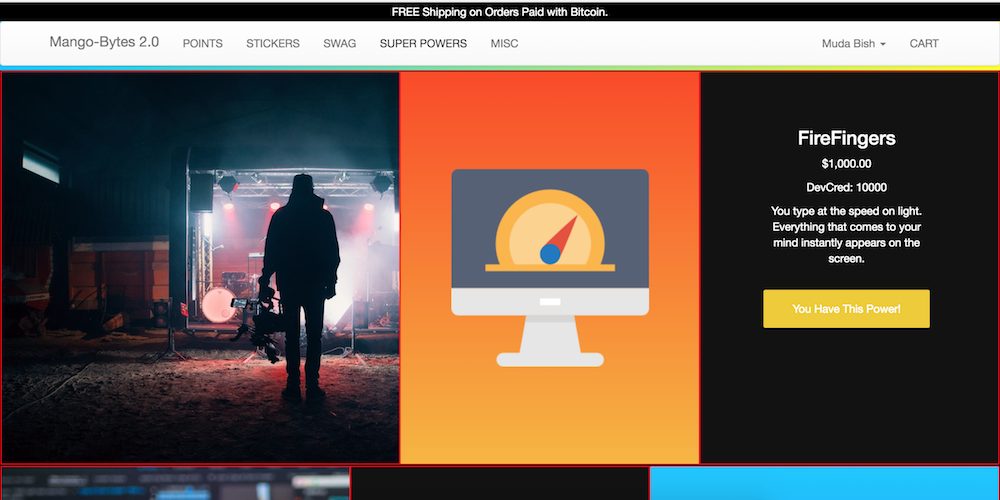 FREE Shipping on Orders Paid with Bitcoin.
Mango-Bytes 2.0 POINTS STICKERS SWAG SUPER POWERS MISC Muda Bish CART
FireFingers
$1,000.00
DevCred: 10000
You type at the speed on light.
Everything that comes to your
mind instantly appears on the
screen.
You Have This Power!